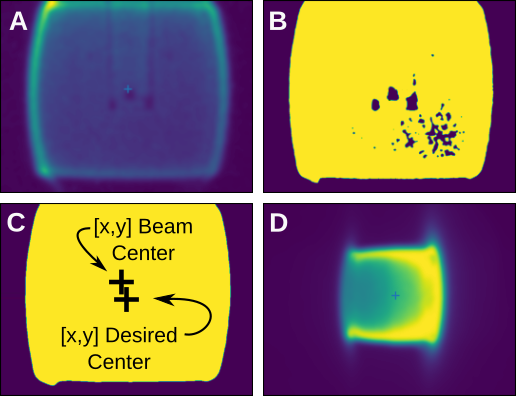 A
B
C
[x,y] Beam
Center
[x,y] Desired
Center
D